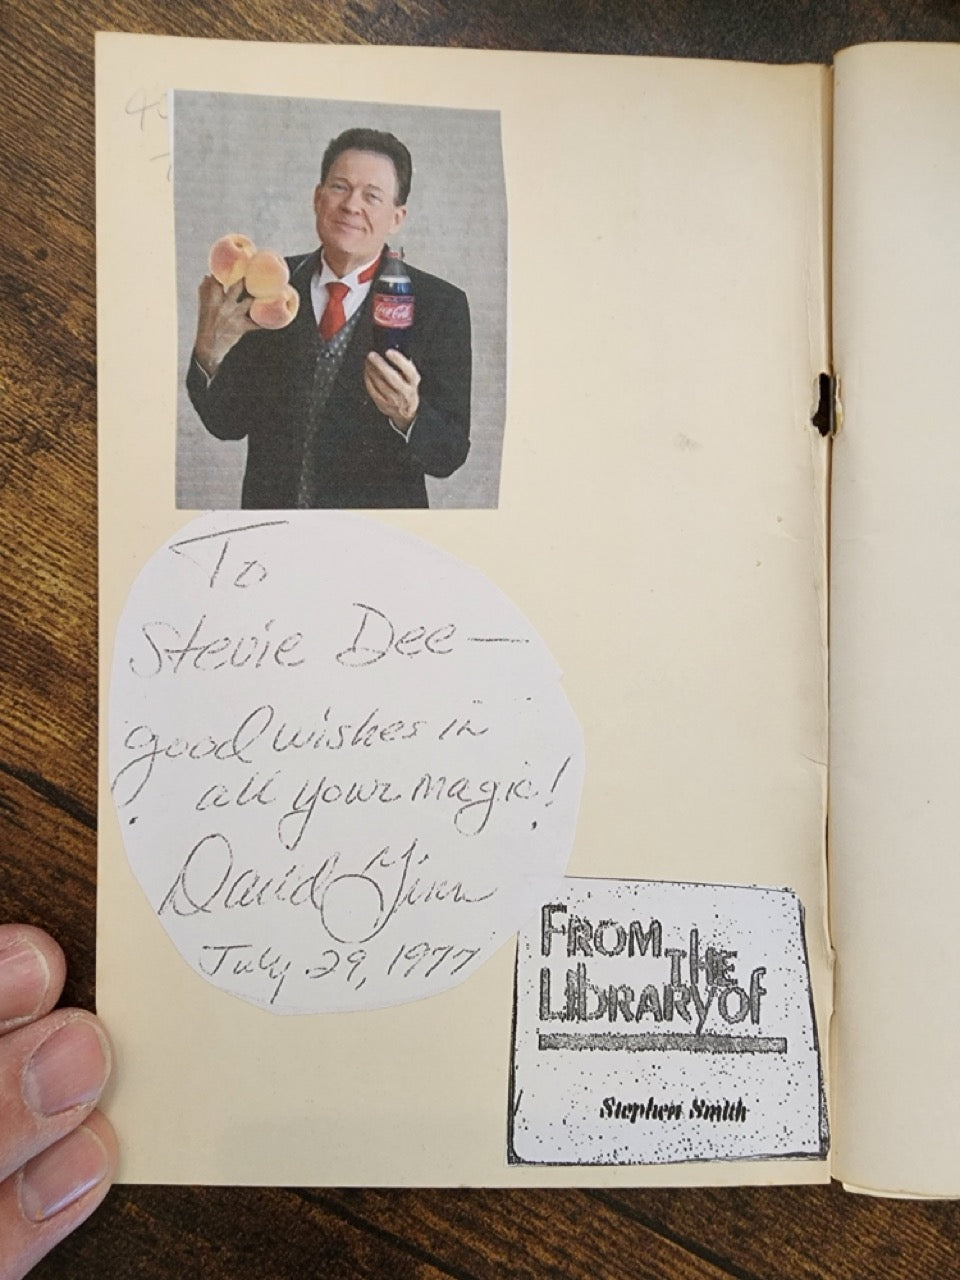 Coca-Cola
To
Stevie Dee —
good wishes in
all your magic!
David Ginn
July 29, 1977
FROM THE
LIBRARY of
Stephen Smith